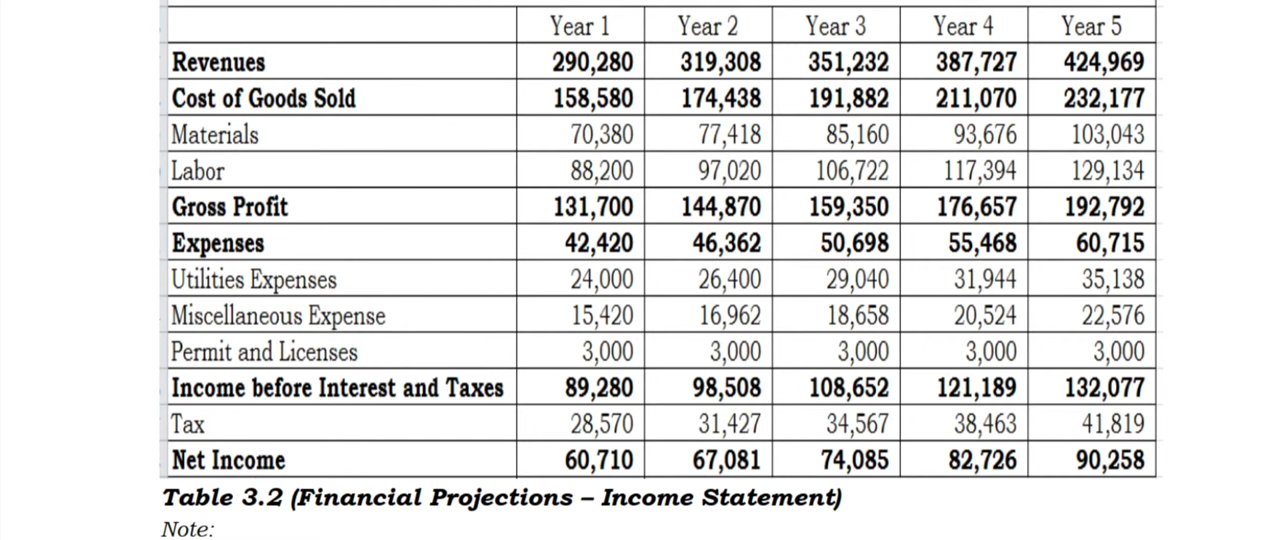 Year 1 Year 2 Year 3 Year 4 Year 5
Revenues 290,280 319,308 351,232 387,727 424,969
Cost of Goods Sold 158,580 174,438 191,882 211,070 232,177
Materials 70,380 77,418 85,160 93,676 103,043
Labor 88,200 97,020 106,722 117,394 129,134
Gross Profit 131,700 144,870 159,350 176,657 192,792
Expenses 42,420 46,362 50,698 55,468 60,715
Utilities Expenses 24,000 26,400 29,040 31,944 35,138
Miscellaneous Expense 15,420 16,962 18,658 20,524 22,576
Permit and Licenses 3,000 3,000 3,000 3,000 3,000
Income before Interest and Taxes 89,280 98,508 108,652 121,189 132,077
Tax 28,570 31,427 34,567 38,463 41,819
Net Income 60,710 67,081 74,085 82,726 90,258
Table 3.2 (Financial Projections – Income Statement)
Note: